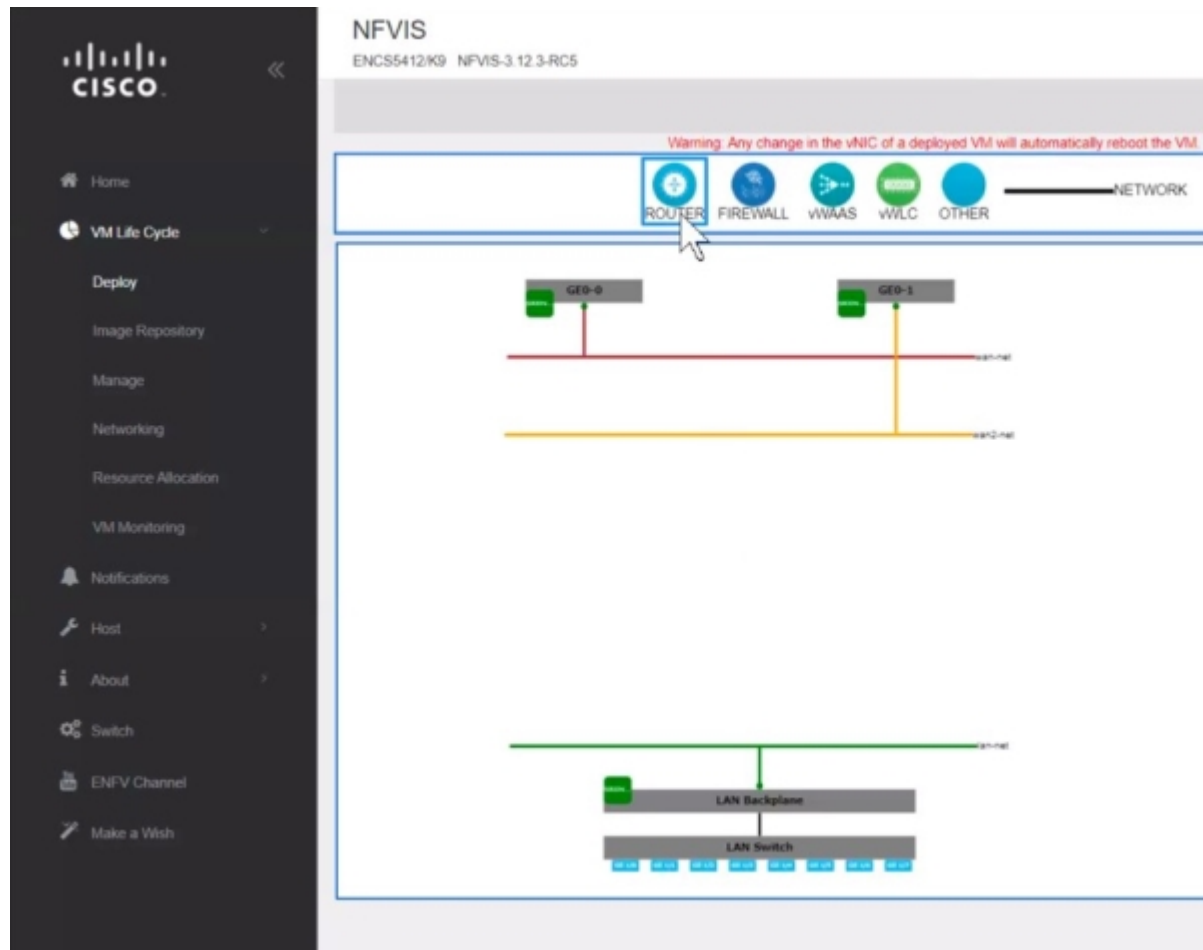 CISCO
NFVIS
ENCS5412/K9 NFVIS-3.12.3-RC5
Warning: Any change in the vNIC of a deployed VM will automatically reboot the VM.
Home
VM Life Cycle
Deploy
Image Repository
Manage
Networking
Resource Allocation
VM Monitoring
Notifications
Host
About
Switch
ENFV Channel
Make a Wish
ROUTER FIREWALL vWAAS vWLC OTHER NETWORK
GE0-0 GE0-1
wan-net
wan2-net
lan-net
LAN Backplane
LAN Switch